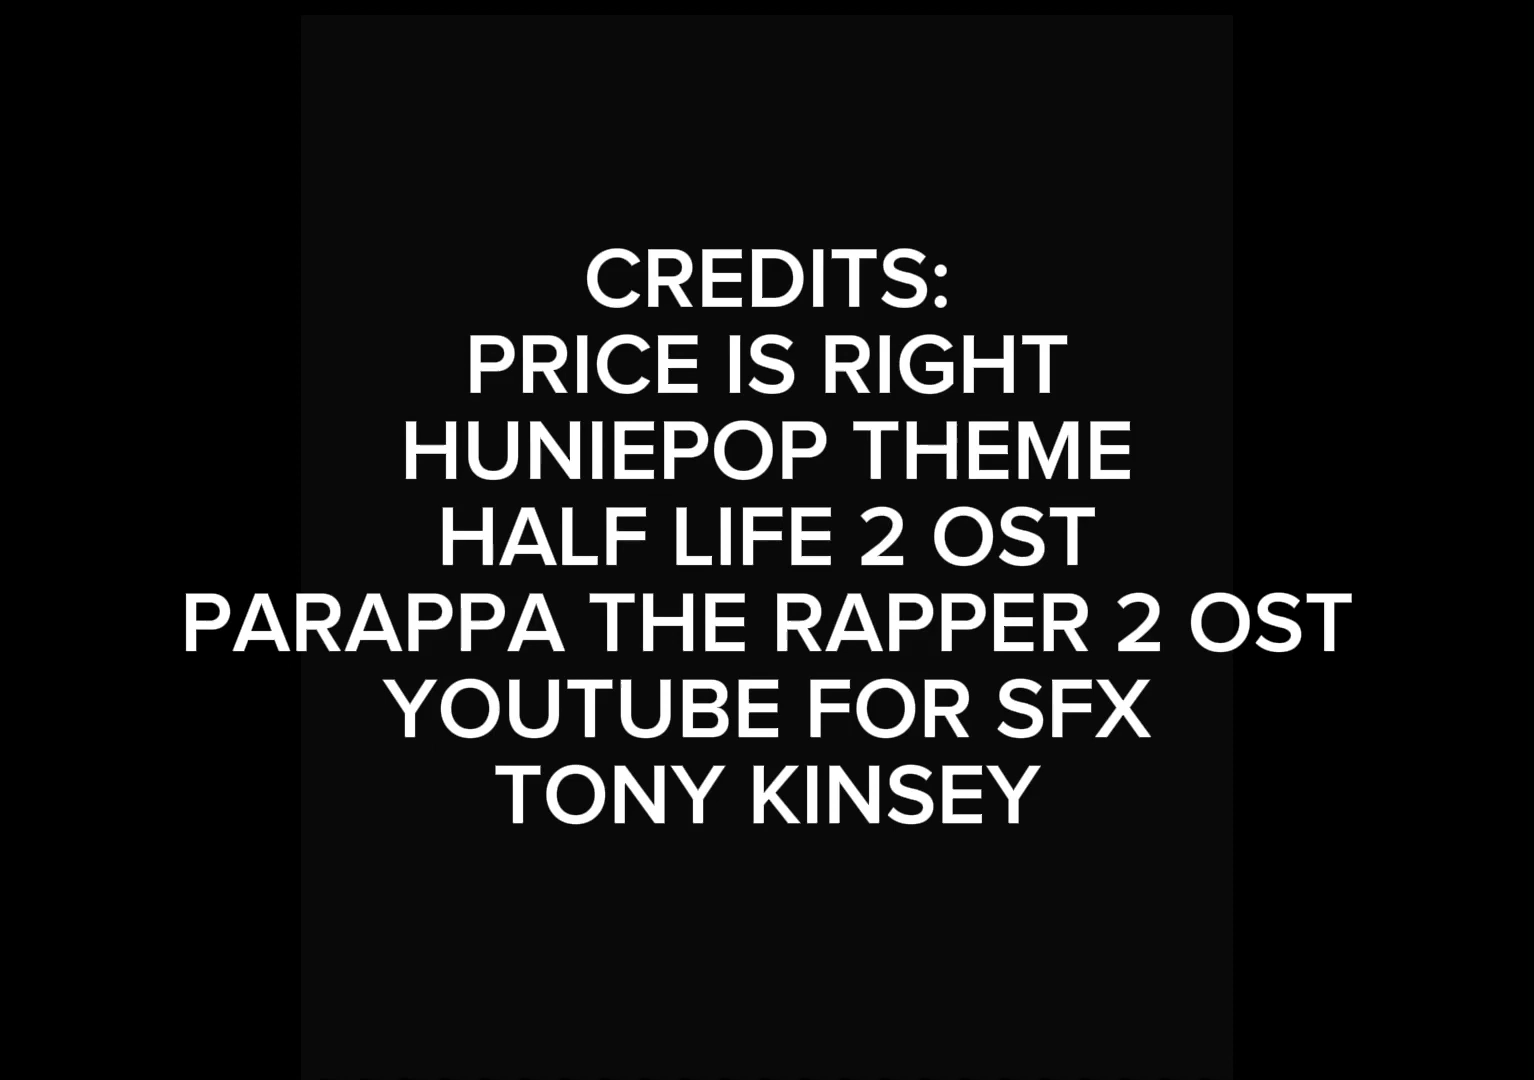 CREDITS:
PRICE IS RIGHT
HUNIEPOP THEME
HALF LIFE 2 OST
PARAPPA THE RAPPER 2 OST
YOUTUBE FOR SFX
TONY KINSEY